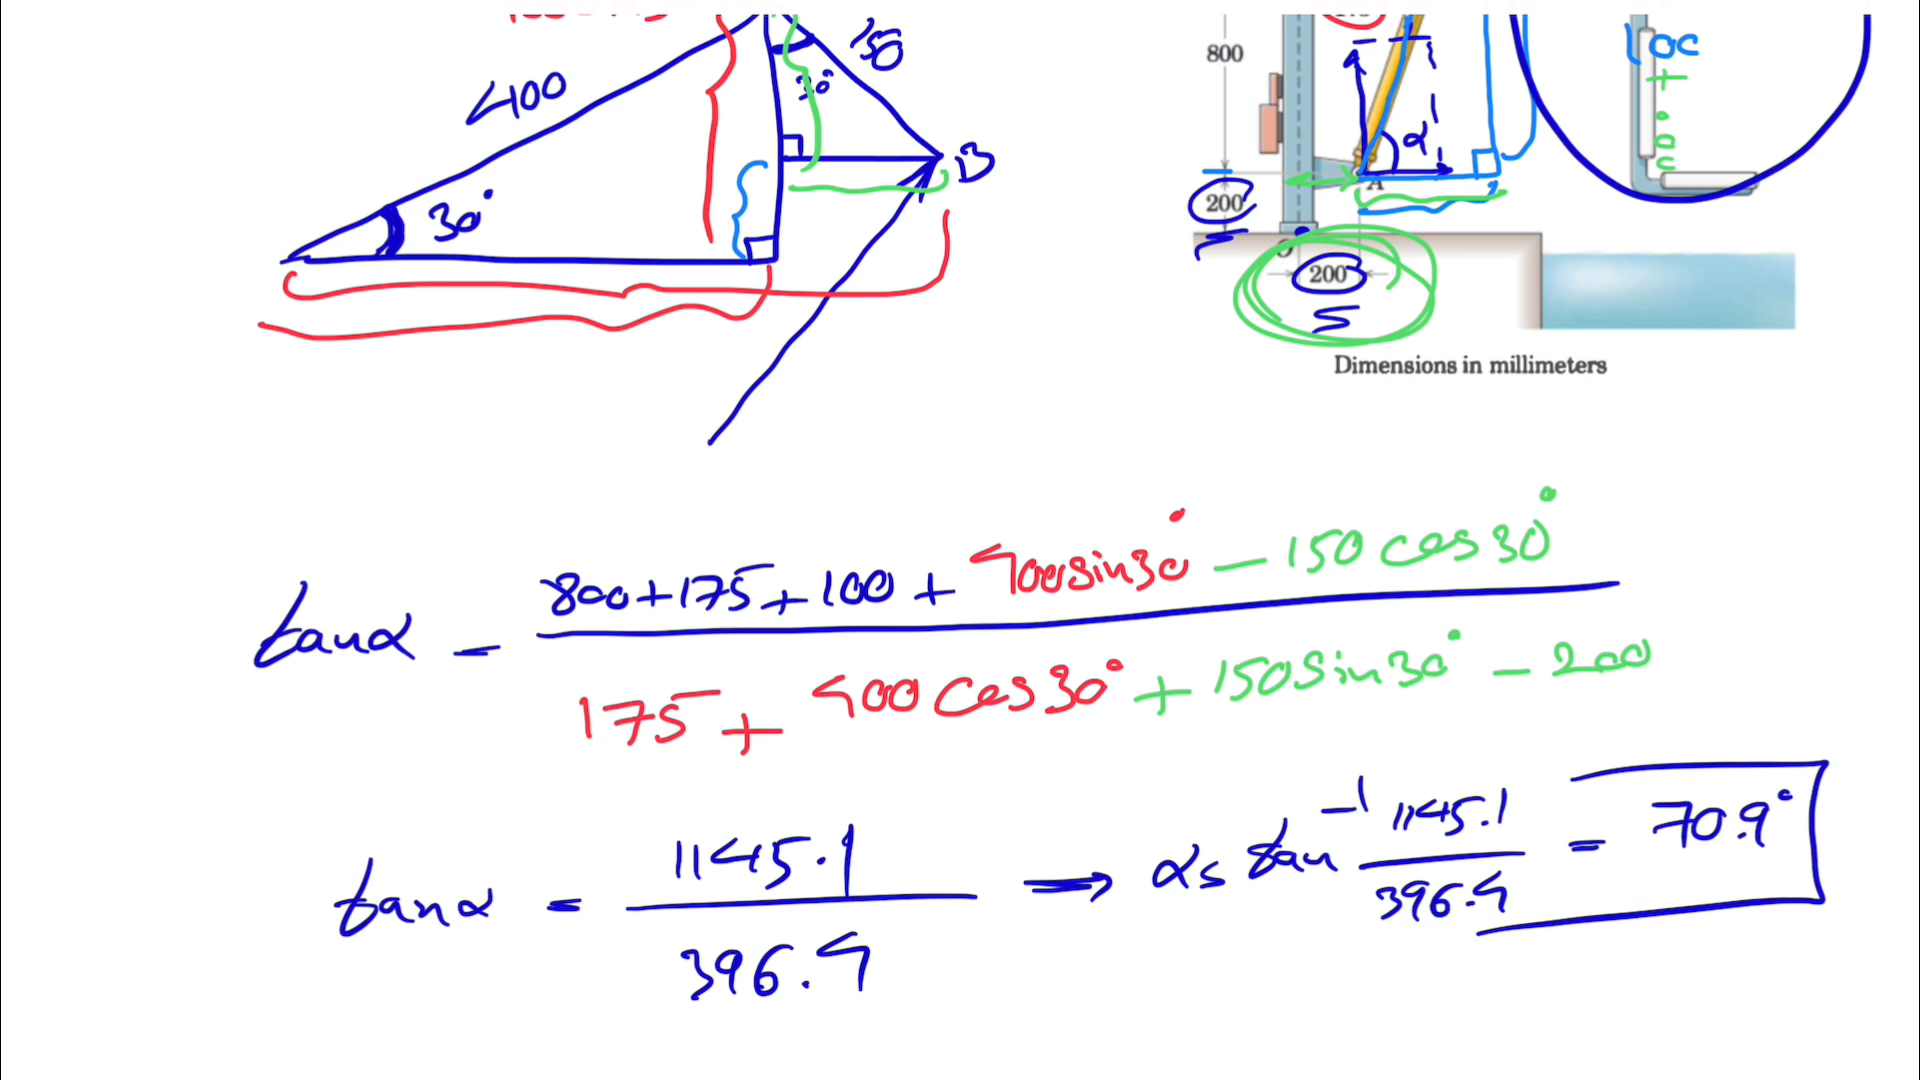 400
150
30°
B
30°
800
α
A
200
200
Dimensions in millimeters
tanα = 800+175+100+400sin30° - 150cos30°
175+400cos30°+150sin30° - 200
tanα = 1145.1 / 396.4 ⟹ α = tan⁻¹ 1145.1 / 396.4 = 70.9°